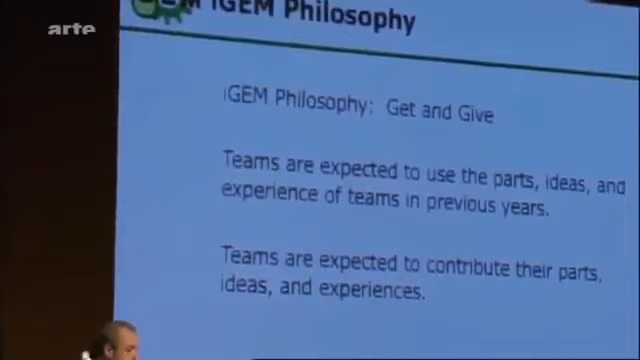 arte
iGEM Philosophy
iGEM Philosophy: Get and Give
Teams are expected to use the parts, ideas, and
experience of teams in previous years.
Teams are expected to contribute their parts,
ideas, and experiences.